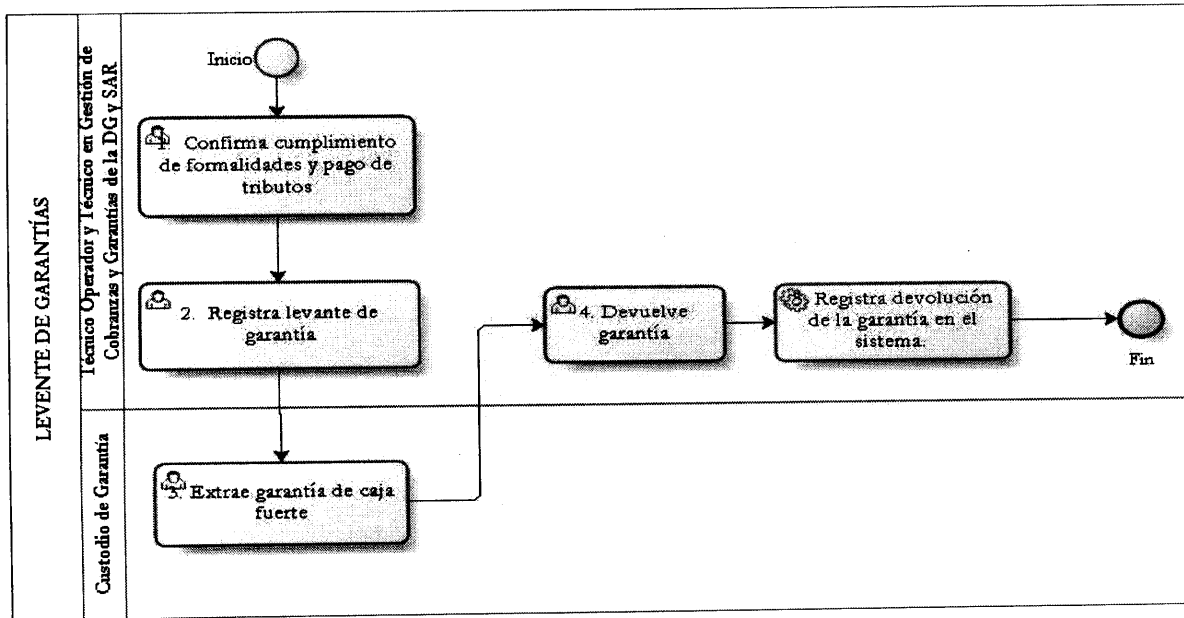 LEVENTE DE GARANTÍAS
Técnico Operador y Técnico en Gestión de
Cobranzas y Garantías de la DG y SAR
Inicio
1. Confirma cumplimiento
de formalidades y pago de
tributos
2. Registra levante de
garantía
4. Devuelve
garantía
Registra devolución
de la garantía en el
sistema.
Fin
Custodio de Garantía
3. Extrae garantía de caja
fuerte